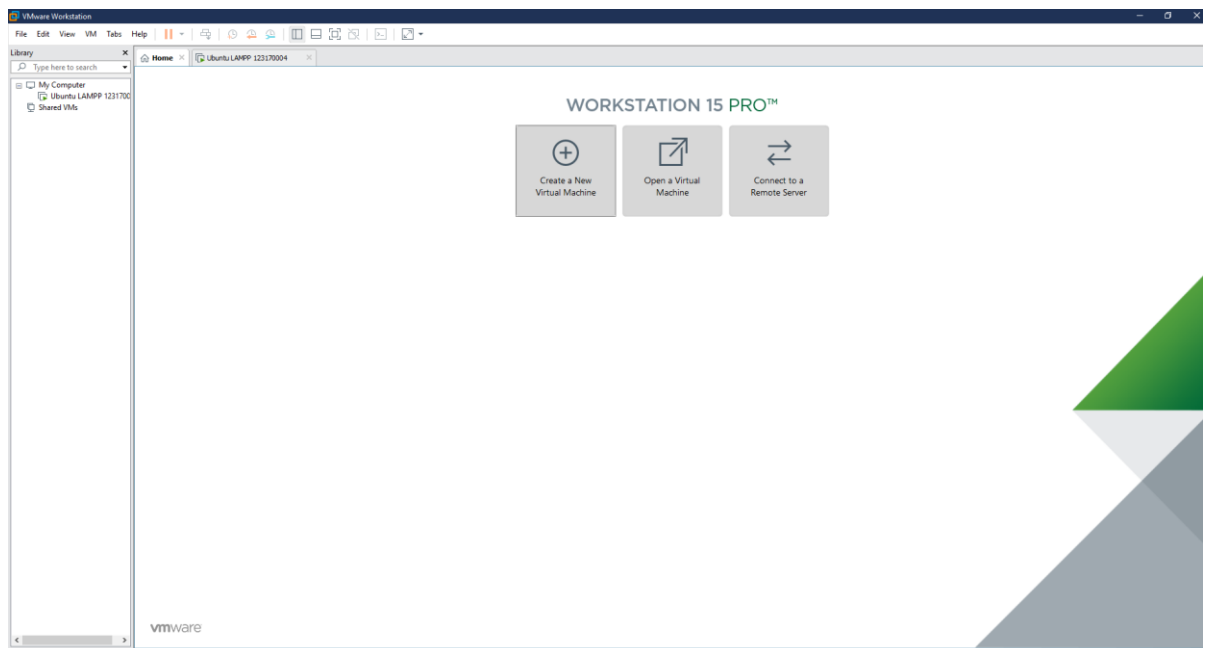 VMware Workstation
File Edit View VM Tabs Help
Library
Type here to search
My Computer
Ubuntu LAMPP 1231700
Shared VMs
Home
Ubuntu LAMPP 123170004
WORKSTATION 15 PRO™
Create a New
Virtual Machine
Open a Virtual
Machine
Connect to a
Remote Server
vmware